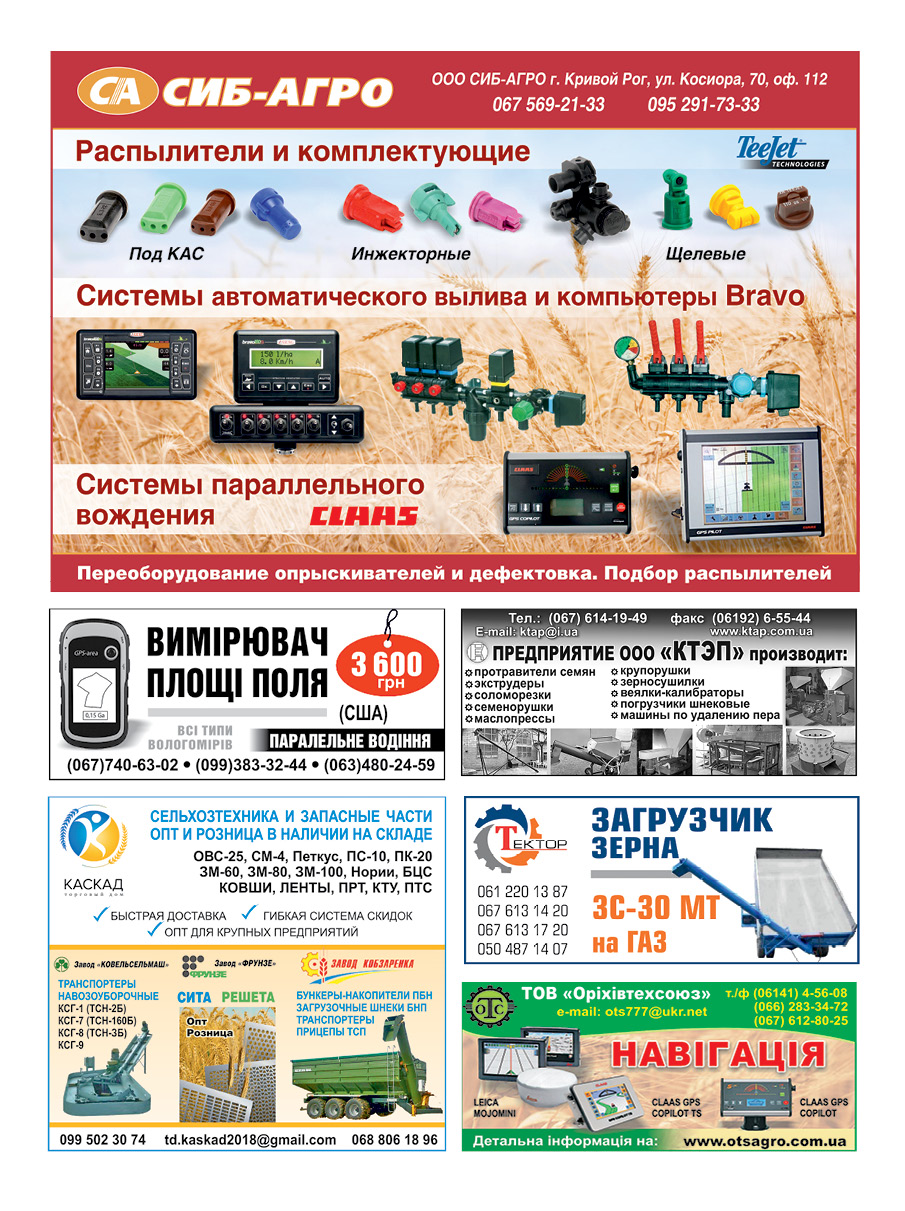 СА СИБ-АГРО
ООО СИБ-АГРО г. Кривой Рог, ул. Косиора, 70, оф. 112
067 569-21-33 095 291-73-33
Распылители и комплектующие
TeeJet
TECHNOLOGIES
Под КАС
Инжекторные
Щелевые
Системы автоматического вылива и компьютеры Bravo
150 l/ha
8.0 Km/h A
Системы параллельного
вождения CLAAS
CLAAS
GPS COPILOT
GPS PILOT
CLAAS
Переоборудование опрыскивателей и дефектовка. Подбор распылителей
GPS-area
0,15 Ga
ВИМІРЮВАЧ
ПЛОЩІ ПОЛЯ
3 600
грн
(США)
ВСІ ТИПИ
ВОЛОГОМІРІВ
ПАРАЛЕЛЬНЕ ВОДІННЯ
(067)740-63-02 • (099)383-32-44 • (063)480-24-59
Тел.: (067) 614-19-49 факс (06192) 6-55-44
E-mail: ktap@i.ua www.ktap.com.ua
ПРЕДПРИЯТИЕ ООО «КТЭП» производит:
протравители семян
экструдеры
соломорезки
семенорушки
маслопрессы
крупорушки
зерносушилки
веялки-калибраторы
погрузчики шнековые
машины по удалению пера
КАСКАД
торговый дом
СЕЛЬХОЗТЕХНИКА И ЗАПАСНЫЕ ЧАСТИ
ОПТ И РОЗНИЦА В НАЛИЧИИ НА СКЛАДЕ
ОВС-25, СМ-4, Петкус, ПС-10, ПК-20
ЗМ-60, ЗМ-80, ЗМ-100, Нории, БЦС
КОВШИ, ЛЕНТЫ, ПРТ, КТУ, ПТС
БЫСТРАЯ ДОСТАВКА ГИБКАЯ СИСТЕМА СКИДОК
ОПТ ДЛЯ КРУПНЫХ ПРЕДПРИЯТИЙ
Завод «КОВЕЛЬСЕЛЬМАШ»
ТРАНСПОРТЕРЫ
НАВОЗОУБОРОЧНЫЕ
КСГ-1 (ТСН-2Б)
КСГ-7 (ТСН-160Б)
КСГ-8 (ТСН-3Б)
КСГ-9
Завод «ФРУНЗЕ»
ФРУНЗЕ
СИТА РЕШЕТА
Опт
Розница
ЗАВОД КОБЗАРЕНКА
БУНКЕРЫ-НАКОПИТЕЛИ ПБН
ЗАГРУЗОЧНЫЕ ШНЕКИ БНП
ТРАНСПОРТЕРЫ
ПРИЦЕПЫ ТСП
099 502 30 74 td.kaskad2018@gmail.com 068 806 18 96
ТЕКТОР
061 220 13 87
067 613 14 20
067 613 17 20
050 487 14 07
ЗАГРУЗЧИК
ЗЕРНА
ЗС-30 МТ
на ГАЗ
ОТС
ТОВ «Оріхівтехсоюз»
e-mail: ots777@ukr.net
т./ф (06141) 4-56-08
(066) 283-34-72
(067) 612-80-25
НАВІГАЦІЯ
LEICA
MOJOMINI
CLAAS GPS
COPILOT TS
CLAAS GPS
COPILOT
Детальна інформація на: www.otsagro.com.ua